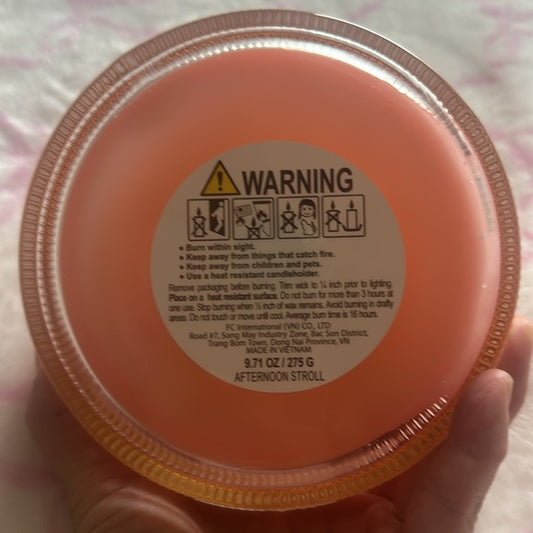 WARNING
• Burn within sight.
• Keep away from things that catch fire.
• Keep away from children and pets.
• Use a heat resistant candleholder.
Remove packaging before burning. Trim wick to ¼ inch prior to lighting.
Place on a heat resistant surface. Do not burn for more than 3 hours at
one use. Stop burning when ½ inch of wax remains. Avoid burning in drafty
areas. Do not touch or move until cool. Average burn time is 16 hours.
FC International (VN) CO., LTD
Road #7, Song May Industry Zone, Bac Son District,
Trang Bom Town, Dong Nai Province, VN
MADE IN VIETNAM
9.71 OZ / 275 G
AFTERNOON STROLL